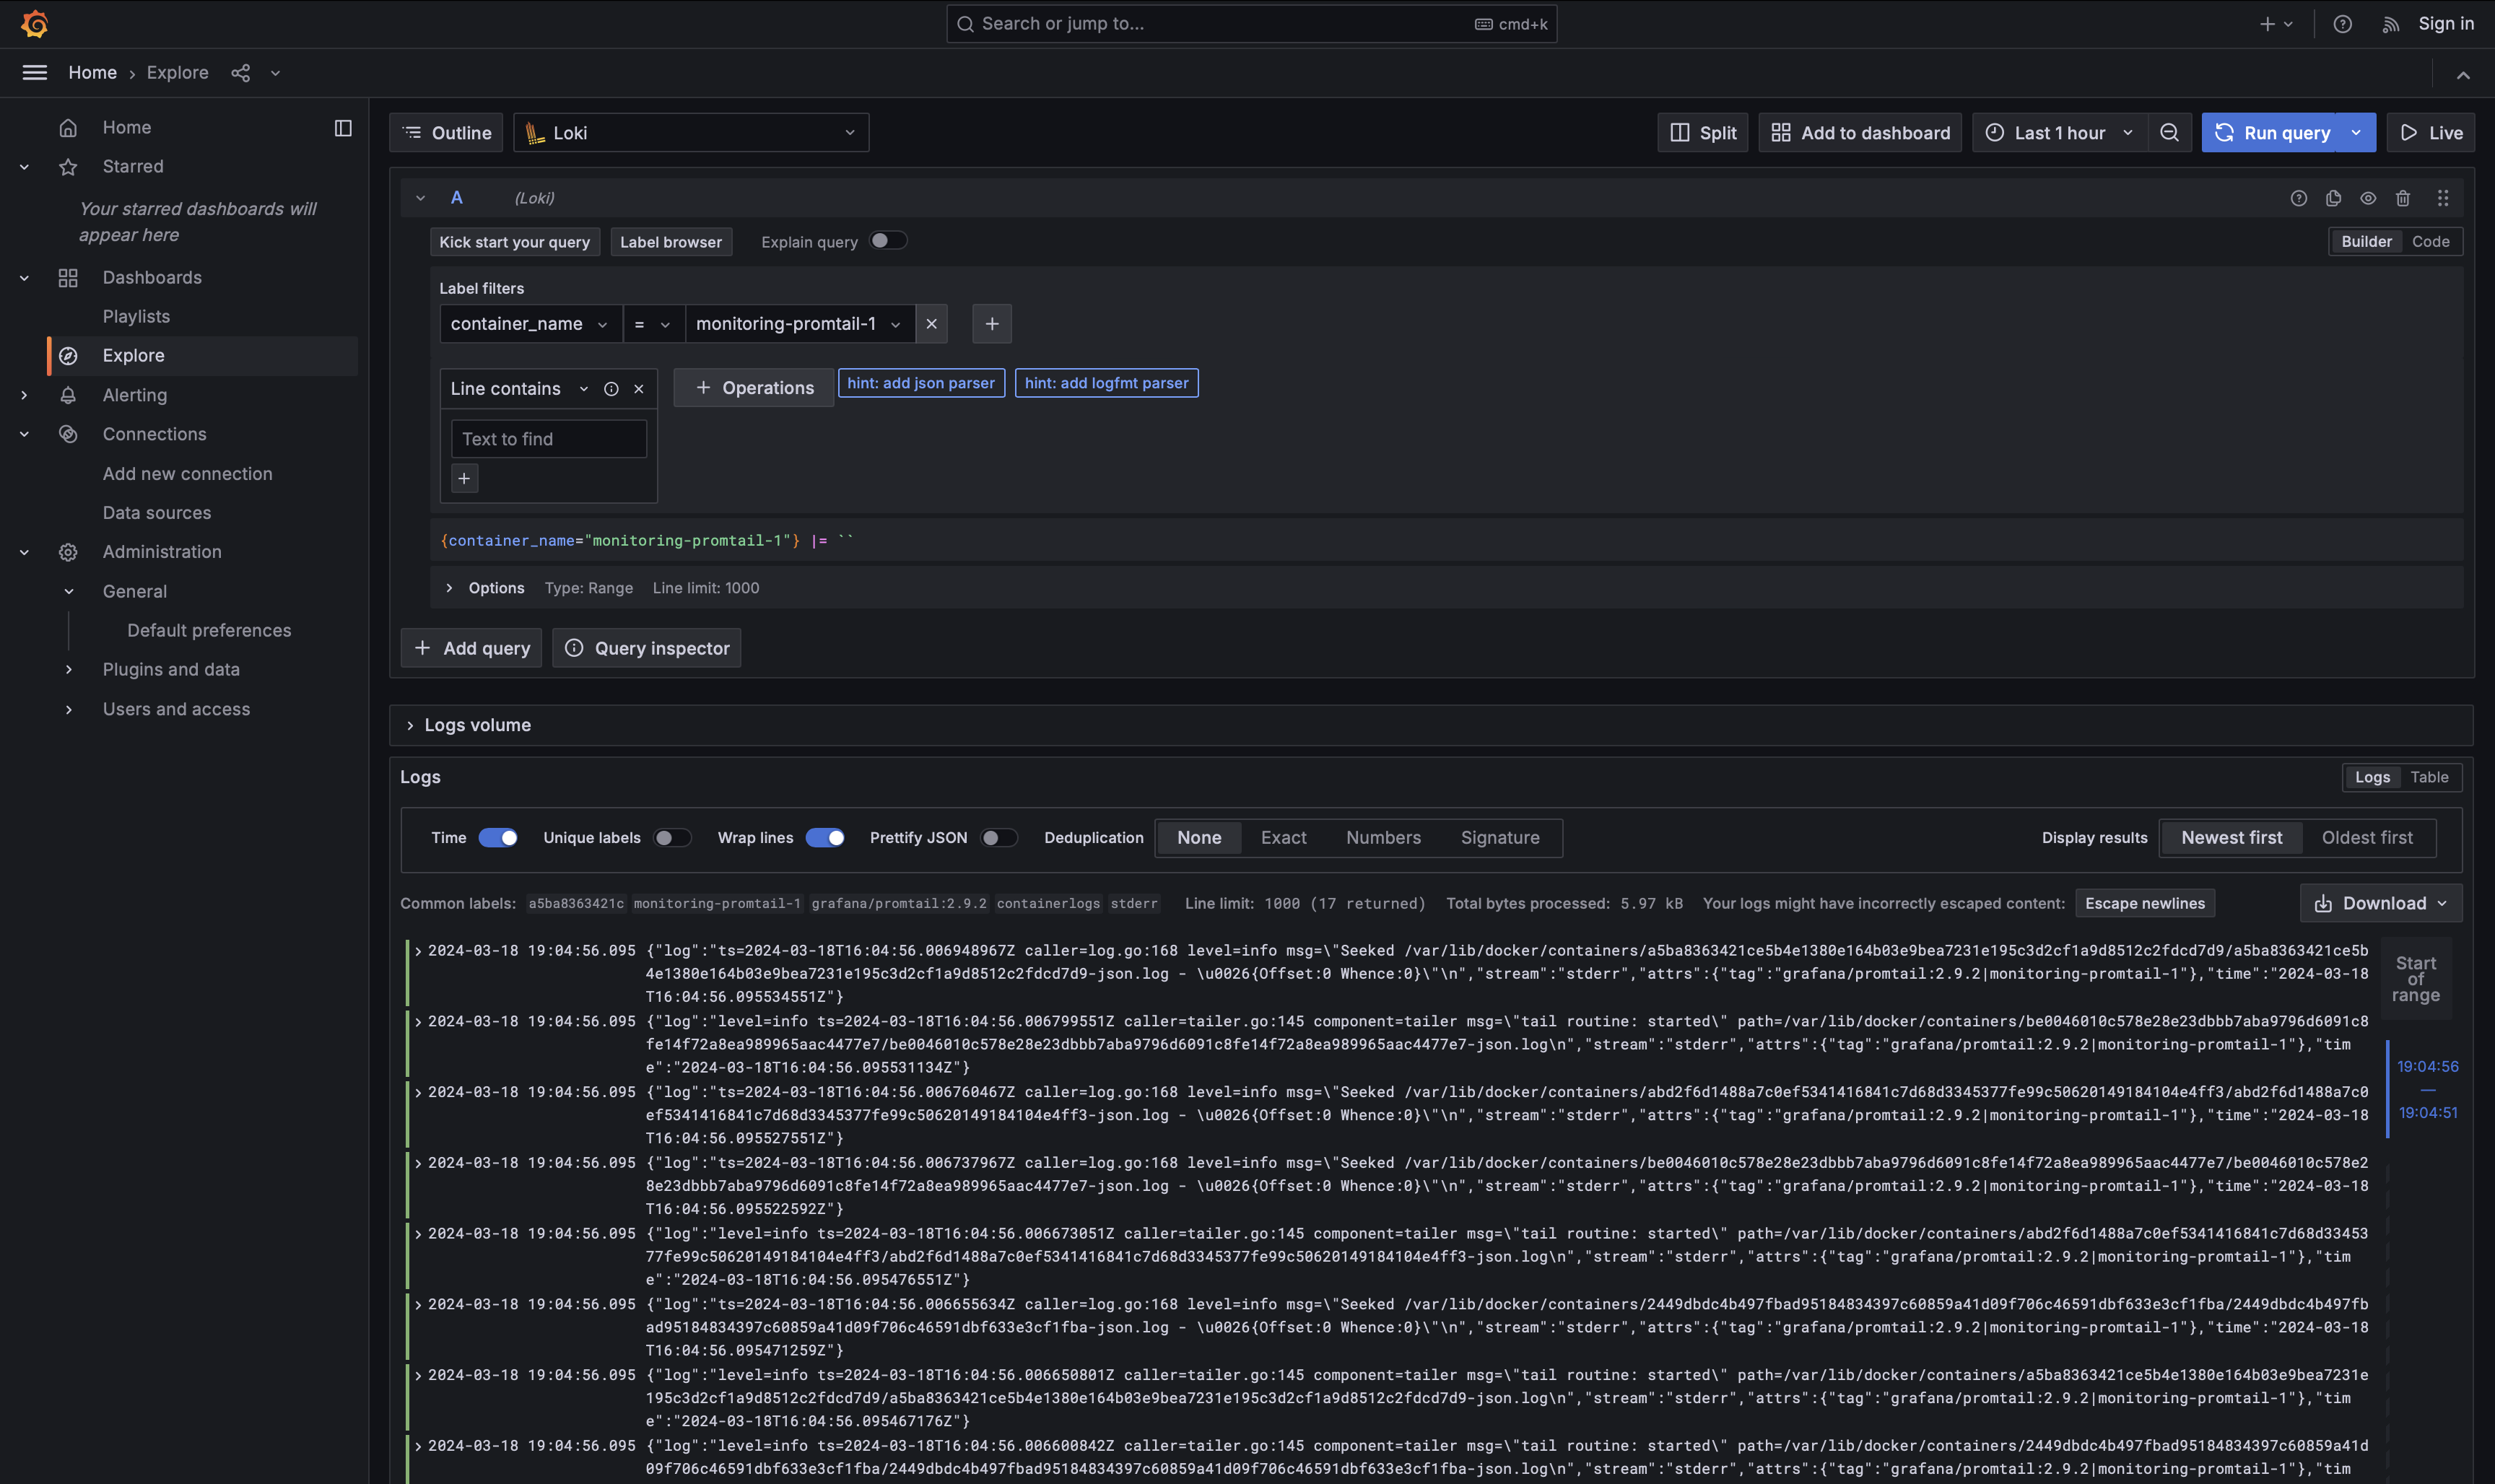 Search or jump to...
cmd+k
Sign in
Home › Explore
Home
Starred
Your starred dashboards will
appear here
Dashboards
Playlists
Explore
Alerting
Connections
Add new connection
Data sources
Administration
General
Default preferences
Plugins and data
Users and access
Outline
Loki
Split
Add to dashboard
Last 1 hour
Run query
Live
A
(Loki)
Kick start your query
Label browser
Explain query
Builder
Code
Label filters
container_name
=
monitoring-promtail-1
Line contains
Operations
hint: add json parser
hint: add logfmt parser
Text to find
{container_name="monitoring-promtail-1"} |= ``
Options
Type: Range
Line limit: 1000
Add query
Query inspector
Logs volume
Logs
Logs
Table
Time
Unique labels
Wrap lines
Prettify JSON
Deduplication
None
Exact
Numbers
Signature
Display results
Newest first
Oldest first
Common labels: a5ba8363421c monitoring-promtail-1 grafana/promtail:2.9.2 containerlogs stderr
Line limit: 1000 (17 returned)
Total bytes processed: 5.97 kB
Your logs might have incorrectly escaped content:
Escape newlines
Download
2024-03-18 19:04:56.095 {"log":"ts=2024-03-18T16:04:56.006948967Z caller=log.go:168 level=info msg=\"Seeked /var/lib/docker/containers/a5ba8363421ce5b4e1380e164b03e9bea7231e195c3d2cf1a9d8512c2fdcd7d9/a5ba8363421ce5b
4e1380e164b03e9bea7231e195c3d2cf1a9d8512c2fdcd7d9-json.log - \u0026{Offset:0 Whence:0}\"\n","stream":"stderr","attrs":{"tag":"grafana/promtail:2.9.2|monitoring-promtail-1"},"time":"2024-03-18
T16:04:56.095534551Z"}
2024-03-18 19:04:56.095 {"log":"level=info ts=2024-03-18T16:04:56.006799551Z caller=tailer.go:145 component=tailer msg=\"tail routine: started\" path=/var/lib/docker/containers/be0046010c578e28e23dbbb7aba9796d6091c8
fe14f72a8ea989965aac4477e7/be0046010c578e28e23dbbb7aba9796d6091c8fe14f72a8ea989965aac4477e7-json.log\n","stream":"stderr","attrs":{"tag":"grafana/promtail:2.9.2|monitoring-promtail-1"},"tim
e":"2024-03-18T16:04:56.095531134Z"}
2024-03-18 19:04:56.095 {"log":"ts=2024-03-18T16:04:56.006760467Z caller=log.go:168 level=info msg=\"Seeked /var/lib/docker/containers/abd2f6d1488a7c0ef5341416841c7d68d3345377fe99c50620149184104e4ff3/abd2f6d1488a7c0
ef5341416841c7d68d3345377fe99c50620149184104e4ff3-json.log - \u0026{Offset:0 Whence:0}\"\n","stream":"stderr","attrs":{"tag":"grafana/promtail:2.9.2|monitoring-promtail-1"},"time":"2024-03-18
T16:04:56.095527551Z"}
2024-03-18 19:04:56.095 {"log":"ts=2024-03-18T16:04:56.006737967Z caller=log.go:168 level=info msg=\"Seeked /var/lib/docker/containers/be0046010c578e28e23dbbb7aba9796d6091c8fe14f72a8ea989965aac4477e7/be0046010c578e2
8e23dbbb7aba9796d6091c8fe14f72a8ea989965aac4477e7-json.log - \u0026{Offset:0 Whence:0}\"\n","stream":"stderr","attrs":{"tag":"grafana/promtail:2.9.2|monitoring-promtail-1"},"time":"2024-03-18
T16:04:56.095522592Z"}
2024-03-18 19:04:56.095 {"log":"level=info ts=2024-03-18T16:04:56.006673051Z caller=tailer.go:145 component=tailer msg=\"tail routine: started\" path=/var/lib/docker/containers/abd2f6d1488a7c0ef5341416841c7d68d33453
77fe99c50620149184104e4ff3/abd2f6d1488a7c0ef5341416841c7d68d3345377fe99c50620149184104e4ff3-json.log\n","stream":"stderr","attrs":{"tag":"grafana/promtail:2.9.2|monitoring-promtail-1"},"tim
e":"2024-03-18T16:04:56.095476551Z"}
2024-03-18 19:04:56.095 {"log":"ts=2024-03-18T16:04:56.006655634Z caller=log.go:168 level=info msg=\"Seeked /var/lib/docker/containers/2449dbdc4b497fbad95184834397c60859a41d09f706c46591dbf633e3cf1fba/2449dbdc4b497fb
ad95184834397c60859a41d09f706c46591dbf633e3cf1fba-json.log - \u0026{Offset:0 Whence:0}\"\n","stream":"stderr","attrs":{"tag":"grafana/promtail:2.9.2|monitoring-promtail-1"},"time":"2024-03-18
T16:04:56.095471259Z"}
2024-03-18 19:04:56.095 {"log":"level=info ts=2024-03-18T16:04:56.006650801Z caller=tailer.go:145 component=tailer msg=\"tail routine: started\" path=/var/lib/docker/containers/a5ba8363421ce5b4e1380e164b03e9bea7231e
195c3d2cf1a9d8512c2fdcd7d9/a5ba8363421ce5b4e1380e164b03e9bea7231e195c3d2cf1a9d8512c2fdcd7d9-json.log\n","stream":"stderr","attrs":{"tag":"grafana/promtail:2.9.2|monitoring-promtail-1"},"tim
e":"2024-03-18T16:04:56.095467176Z"}
2024-03-18 19:04:56.095 {"log":"level=info ts=2024-03-18T16:04:56.006600842Z caller=tailer.go:145 component=tailer msg=\"tail routine: started\" path=/var/lib/docker/containers/2449dbdc4b497fbad95184834397c60859a41d
09f706c46591dbf633e3cf1fba/2449dbdc4b497fbad95184834397c60859a41d09f706c46591dbf633e3cf1fba-json.log\n","stream":"stderr","attrs":{"tag":"grafana/promtail:2.9.2|monitoring-promtail-1"},"tim
Start
of
range
19:04:56
—
19:04:51